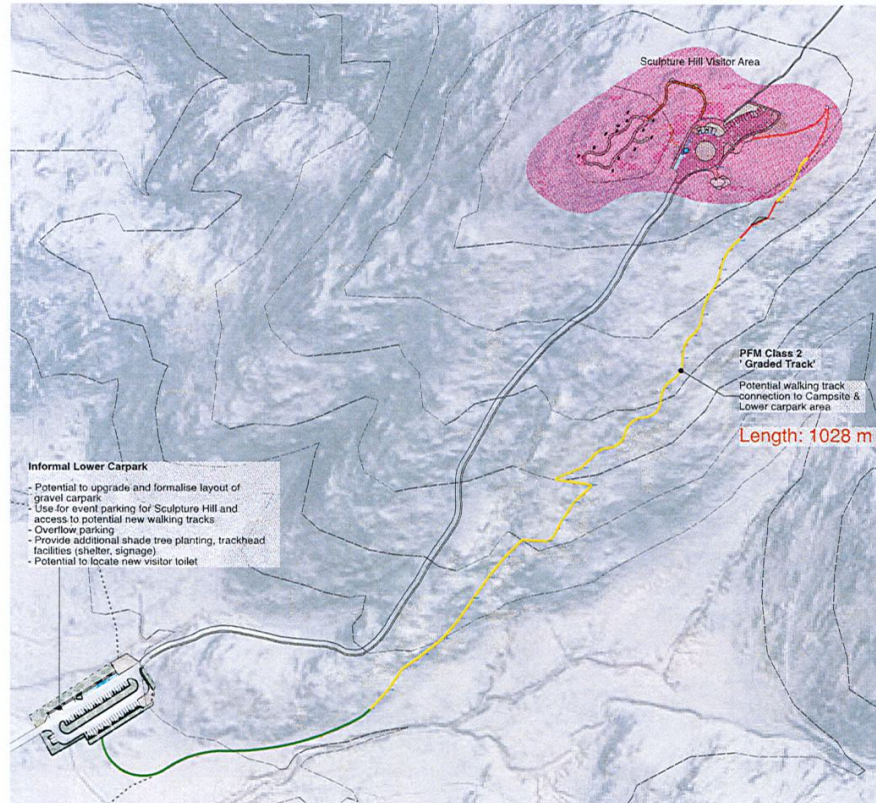 Sculpture Hill Visitor Area
PFM Class 2
' Graded Track'
Potential walking track
connection to Campsite &
Lower carpark area
Length: 1028 m
Informal Lower Carpark
- Potential to upgrade and formalise layout of
gravel carpark
- Use for event parking for Sculpture Hill and
access to potential new walking tracks
- Overflow parking
- Provide additional shade tree planting, trackhead
facilities (shelter, signage)
- Potential to locate new visitor toilet